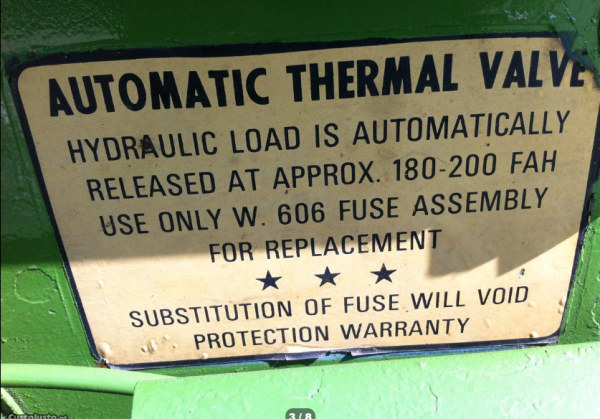 AUTOMATIC THERMAL VALVE
HYDRAULIC LOAD IS AUTOMATICALLY
RELEASED AT APPROX. 180-200 FAH
USE ONLY W. 606 FUSE ASSEMBLY
FOR REPLACEMENT
★ ★ ★
SUBSTITUTION OF FUSE WILL VOID
PROTECTION WARRANTY
3 / 8